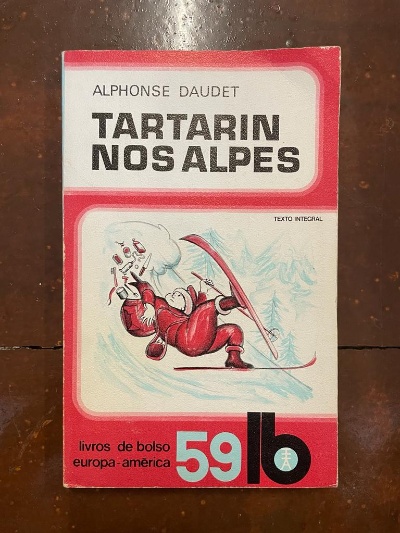 ALPHONSE DAUDET
TARTARIN
NOS ALPES
TEXTO INTEGRAL
livros de bolso
europa-américa
59 lb